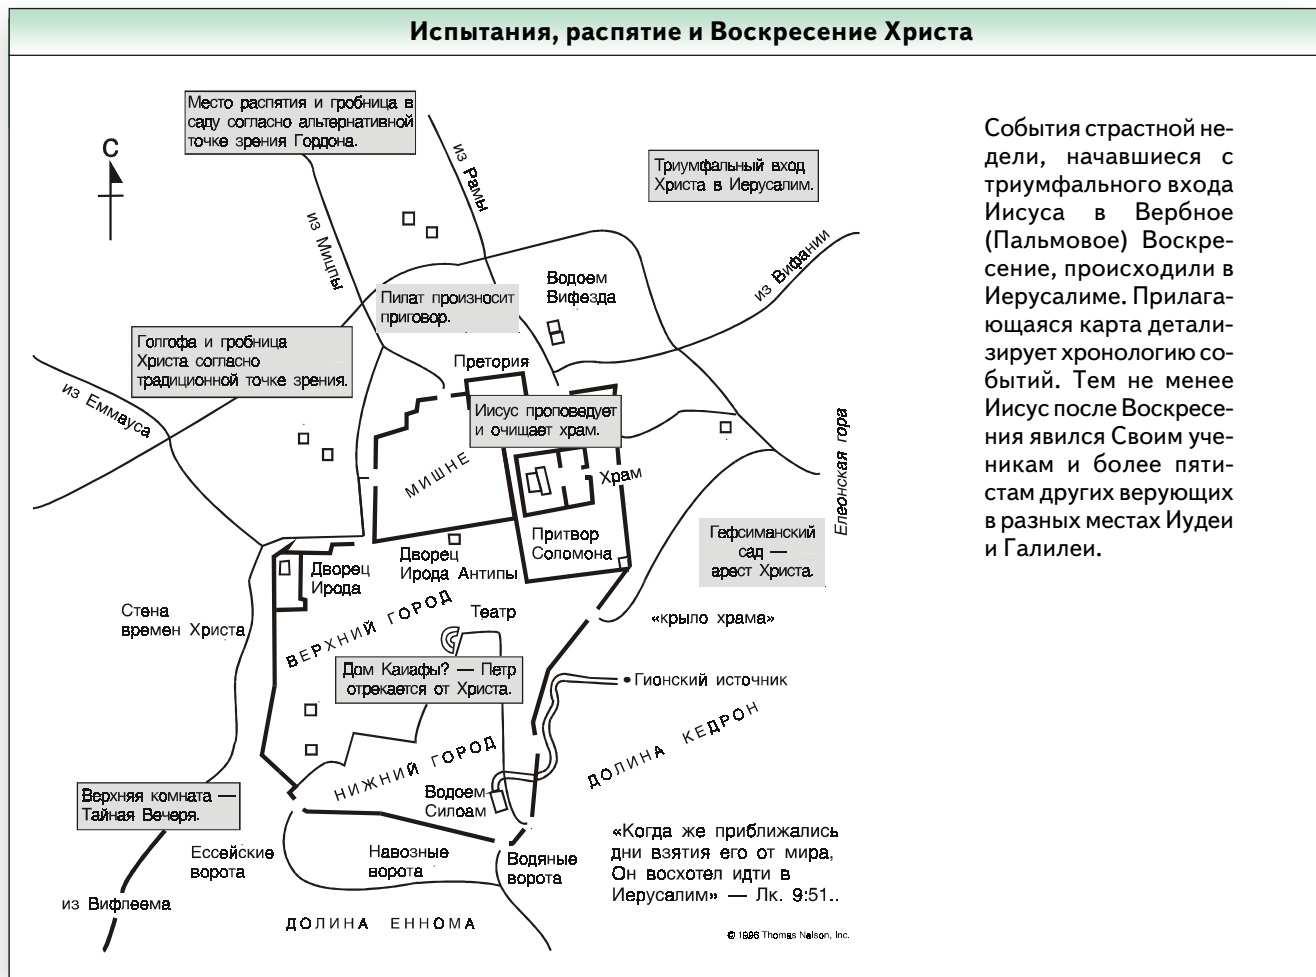 Испытания, распятие и Воскресение Христа
Место распятия и гробница в
саду согласно альтернативной
точке зрения Гордона.
С
из Рамы
Триумфальный вход
Христа в Иерусалим.
из Мицпы
из Вифании
Водоем
Вифезда
Пилат произносит
приговор.
Голгофа и гробница
Христа согласно
традиционной точке зрения.
Претория
из Еммауса
Иисус проповедует
и очищает храм.
МИШНЕ
Храм
Елеонская гора
Притвор
Соломона
Гефсиманский
сад —
арест Христа.
Дворец
Ирода
Дворец
Ирода Антипы
Стена
времен Христа
ВЕРХНИЙ ГОРОД
Театр
«крыло храма»
Дом Каиафы? — Петр
отрекается от Христа.
Гионский источник
ДОЛИНА КЕДРОН
НИЖНИЙ ГОРОД
Водоем
Силоам
Верхняя комната —
Тайная Вечеря.
Ессейские
ворота
Навозные
ворота
Водяные
ворота
из Вифлеема
ДОЛИНА ЕННОМА
«Когда же приближались
дни взятия его от мира,
Он восхотел идти в
Иерусалим» — Лк. 9:51..
© 1996 Thomas Nelson, Inc.
События страстной не-
дели, начавшиеся с
триумфального входа
Иисуса в Вербное
(Пальмовое) Воскре-
сение, происходили в
Иерусалиме. Прилага-
ющаяся карта детали-
зирует хронологию со-
бытий. Тем не менее
Иисус после Воскресе-
ния явился Своим уче-
никам и более пяти-
стам других верующих
в разных местах Иудеи
и Галилеи.